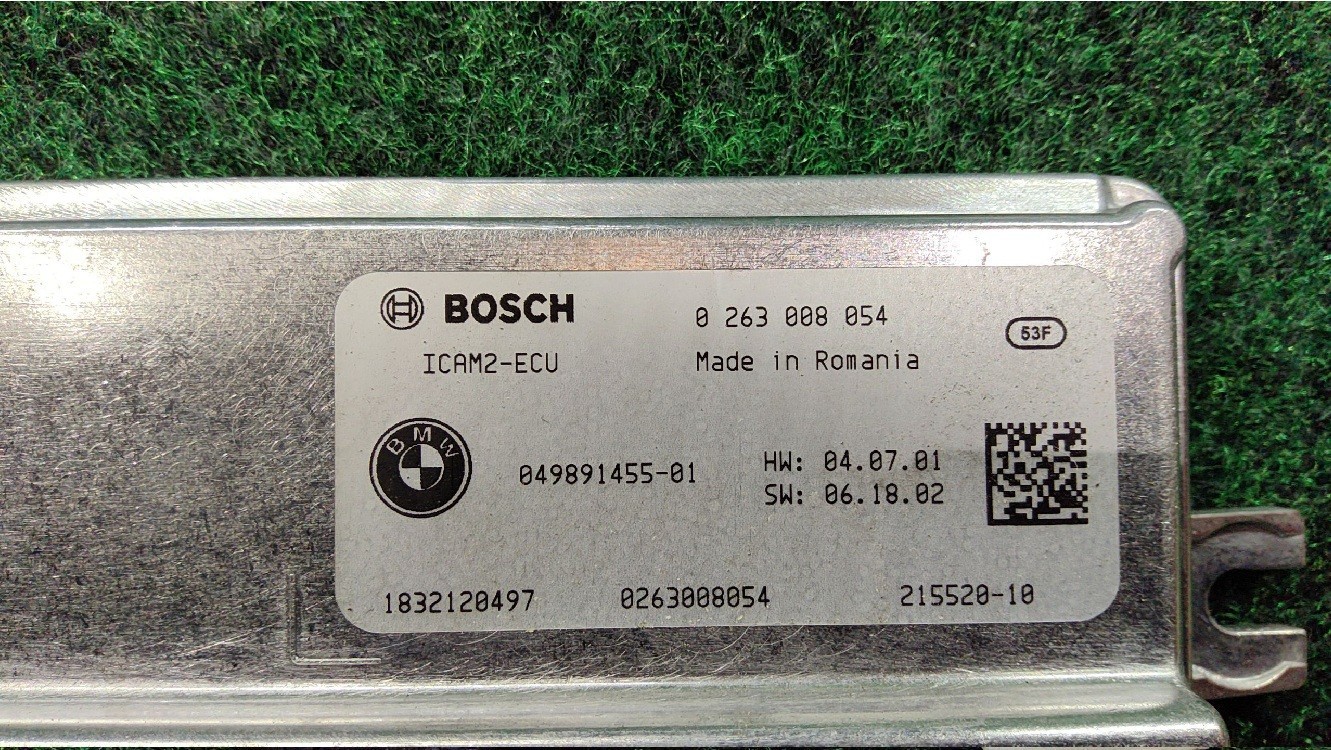 BOSCH 0 263 008 054
53F
ICAM2-ECU Made in Romania
BMW
049891455-01 HW: 04.07.01
SW: 06.18.02
1832120497 0263008054 215520-10